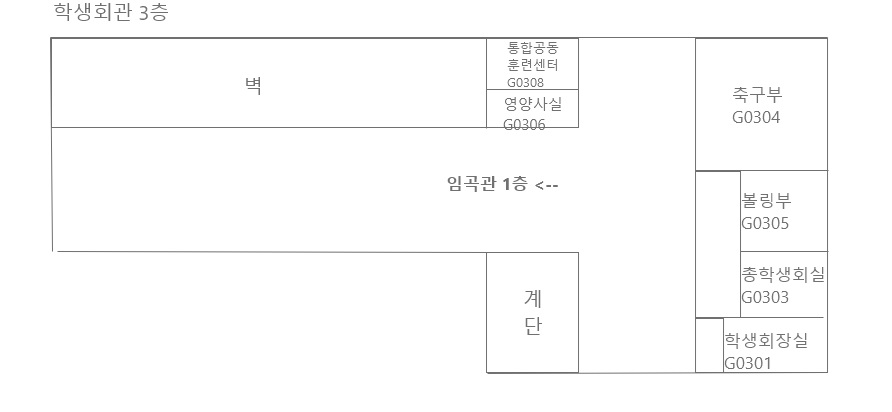 학생회관 3층
벽
통합공동
훈련센터
G0308
영양사실
G0306
축구부
G0304
임곡관 1층 <--
볼링부
G0305
총학생회실
G0303
계
단
학생회장실
G0301